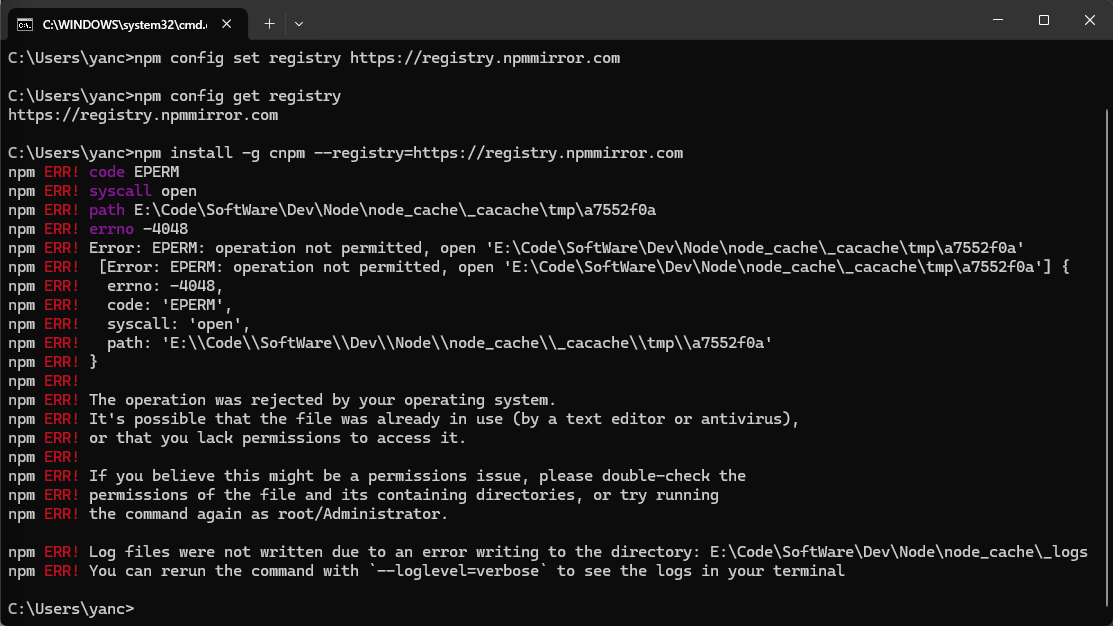 C:\WINDOWS\system32\cmd.
C:\Users\yanc>npm config set registry https://registry.npmmirror.com
C:\Users\yanc>npm config get registry
https://registry.npmmirror.com
C:\Users\yanc>npm install -g cnpm --registry=https://registry.npmmirror.com
npm ERR! code EPERM
npm ERR! syscall open
npm ERR! path E:\Code\SoftWare\Dev\Node\node_cache\_cacache\tmp\a7552f0a
npm ERR! errno -4048
npm ERR! Error: EPERM: operation not permitted, open 'E:\Code\SoftWare\Dev\Node\node_cache\_cacache\tmp\a7552f0a'
npm ERR!  [Error: EPERM: operation not permitted, open 'E:\Code\SoftWare\Dev\Node\node_cache\_cacache\tmp\a7552f0a'] {
npm ERR!   errno: -4048,
npm ERR!   code: 'EPERM',
npm ERR!   syscall: 'open',
npm ERR!   path: 'E:\\Code\\SoftWare\\Dev\\Node\\node_cache\\_cacache\\tmp\\a7552f0a'
npm ERR! }
npm ERR!
npm ERR! The operation was rejected by your operating system.
npm ERR! It's possible that the file was already in use (by a text editor or antivirus),
npm ERR! or that you lack permissions to access it.
npm ERR!
npm ERR! If you believe this might be a permissions issue, please double-check the
npm ERR! permissions of the file and its containing directories, or try running
npm ERR! the command again as root/Administrator.
npm ERR! Log files were not written due to an error writing to the directory: E:\Code\SoftWare\Dev\Node\node_cache\_logs
npm ERR! You can rerun the command with `--loglevel=verbose` to see the logs in your terminal
C:\Users\yanc>